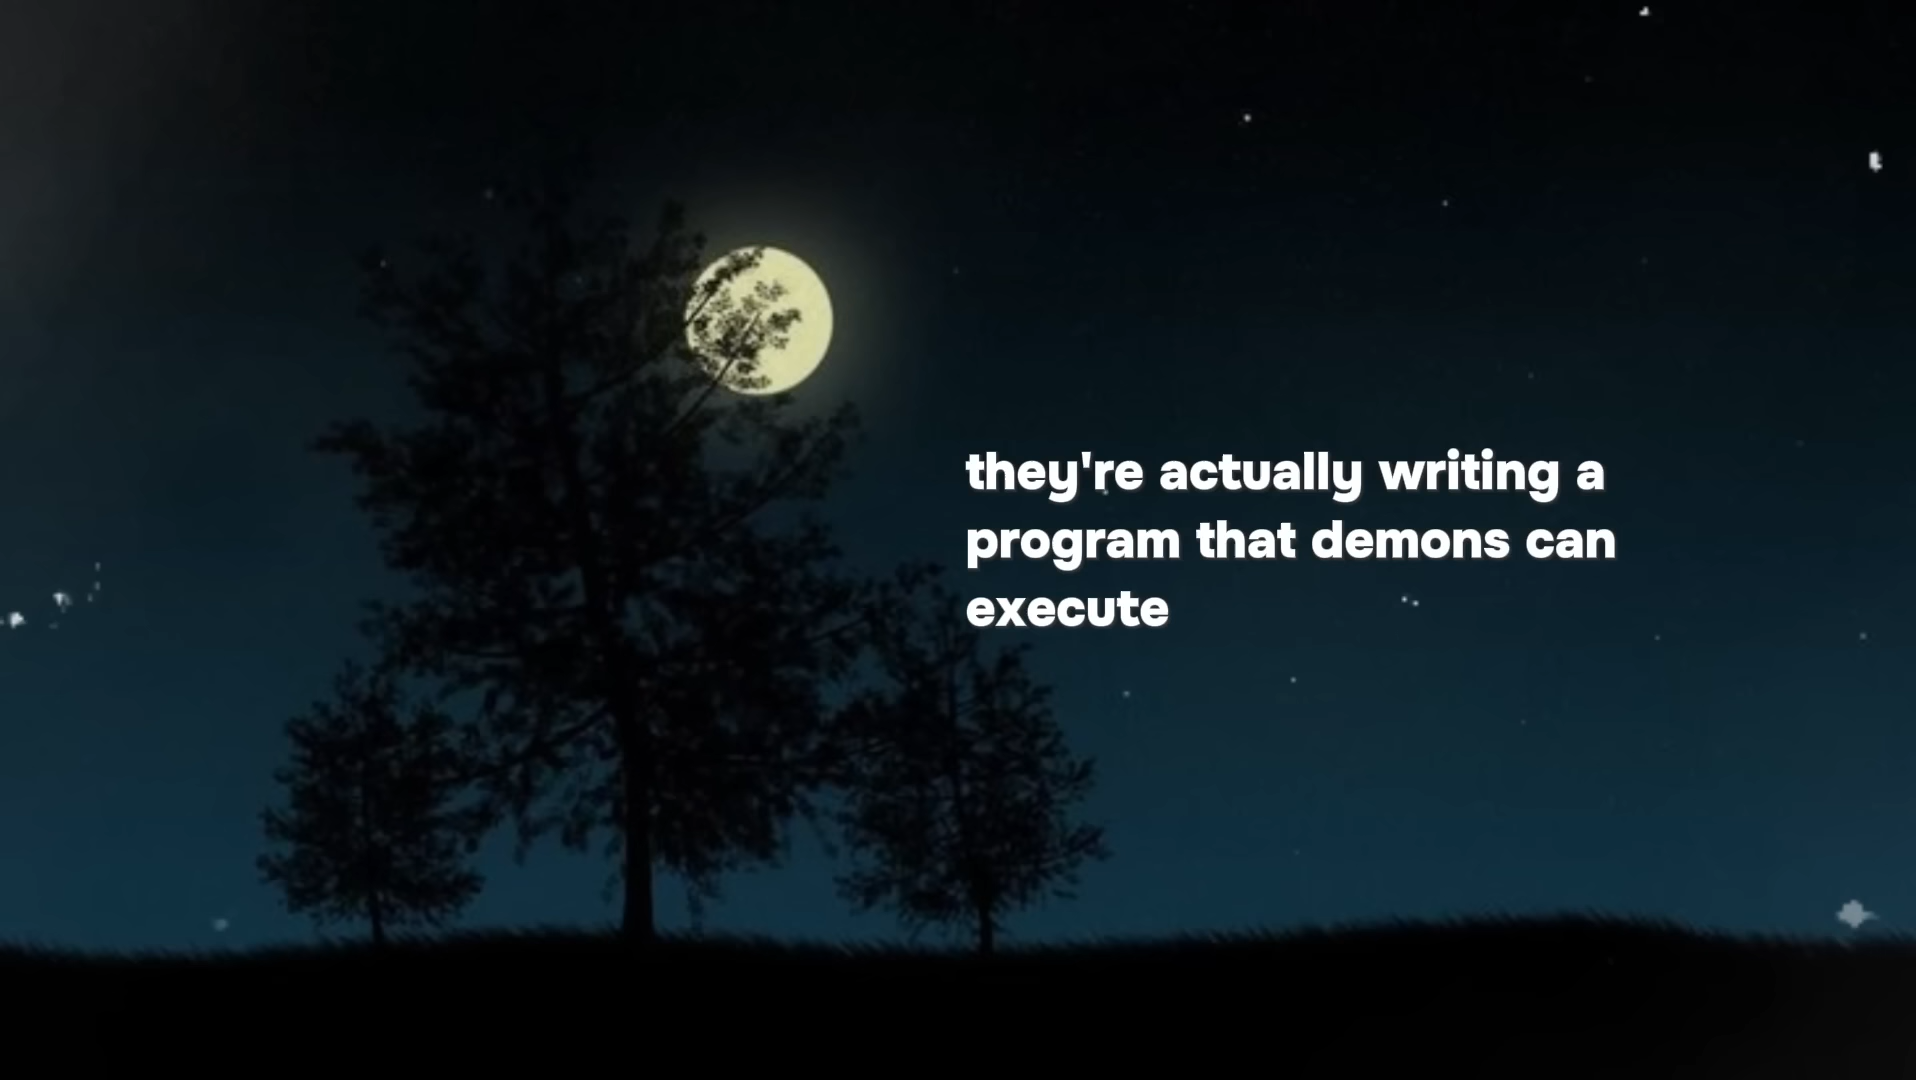 they're actually writing a
program that demons can
execute